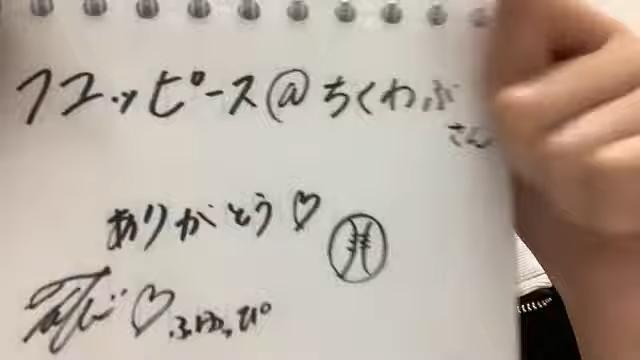 フユッピース@ちくわぶ
さん
ありがとう♡
♡ふゆっぴ